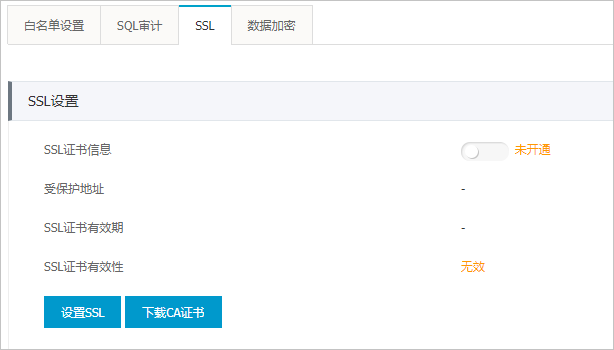 白名单设置 SQL审计 SSL 数据加密
SSL设置
SSL证书信息 未开通
受保护地址 -
SSL证书有效期 -
SSL证书有效性 无效
设置SSL 下载CA证书